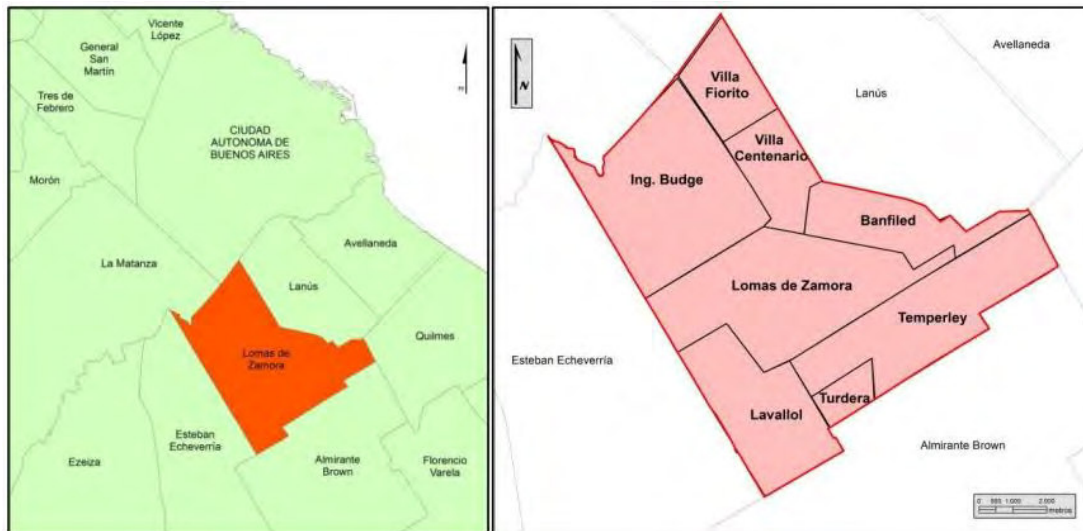 Vicente
López
General
San
Martín
Tres de
Febrero
CIUDAD
AUTONOMA DE
BUENOS AIRES
Morón
La Matanza
Avellaneda
Lanús
Quilmes
Lomas de
Zamora
Esteban
Echeverría
Ezeiza
Almirante
Brown
Florencio
Varela
N
Avellaneda
Villa
Fiorito
Lanús
Villa
Centenario
Ing. Budge
Banfiled
Lomas de Zamora
Temperley
Esteban Echeverría
Turdera
Lavallol
Almirante Brown
2.000
metros